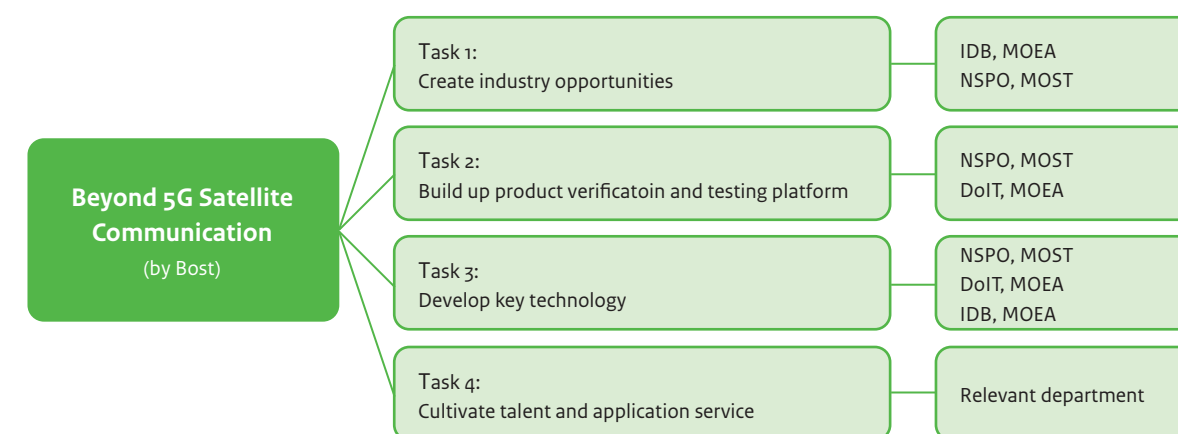 Beyond 5G Satellite
Communication
(by Bost)
Task 1:
Create industry opportunities
IDB, MOEA
NSPO, MOST
Task 2:
Build up product verificatoin and testing platform
NSPO, MOST
DoIT, MOEA
Task 3:
Develop key technology
NSPO, MOST
DoIT, MOEA
IDB, MOEA
Task 4:
Cultivate talent and application service
Relevant department